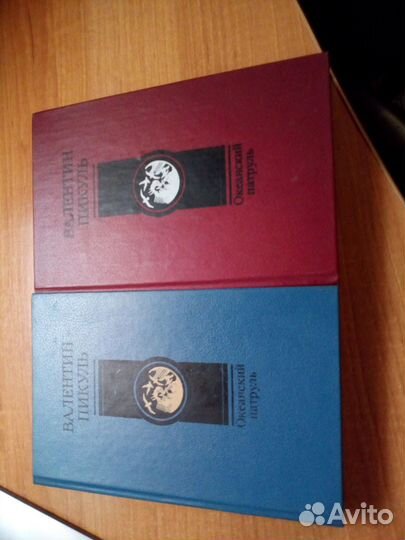 ВАЛЕНТИН
ПИКУЛЬ
Океанский
патруль
ВАЛЕНТИН
ПИКУЛЬ
Океанский
патруль
Avito